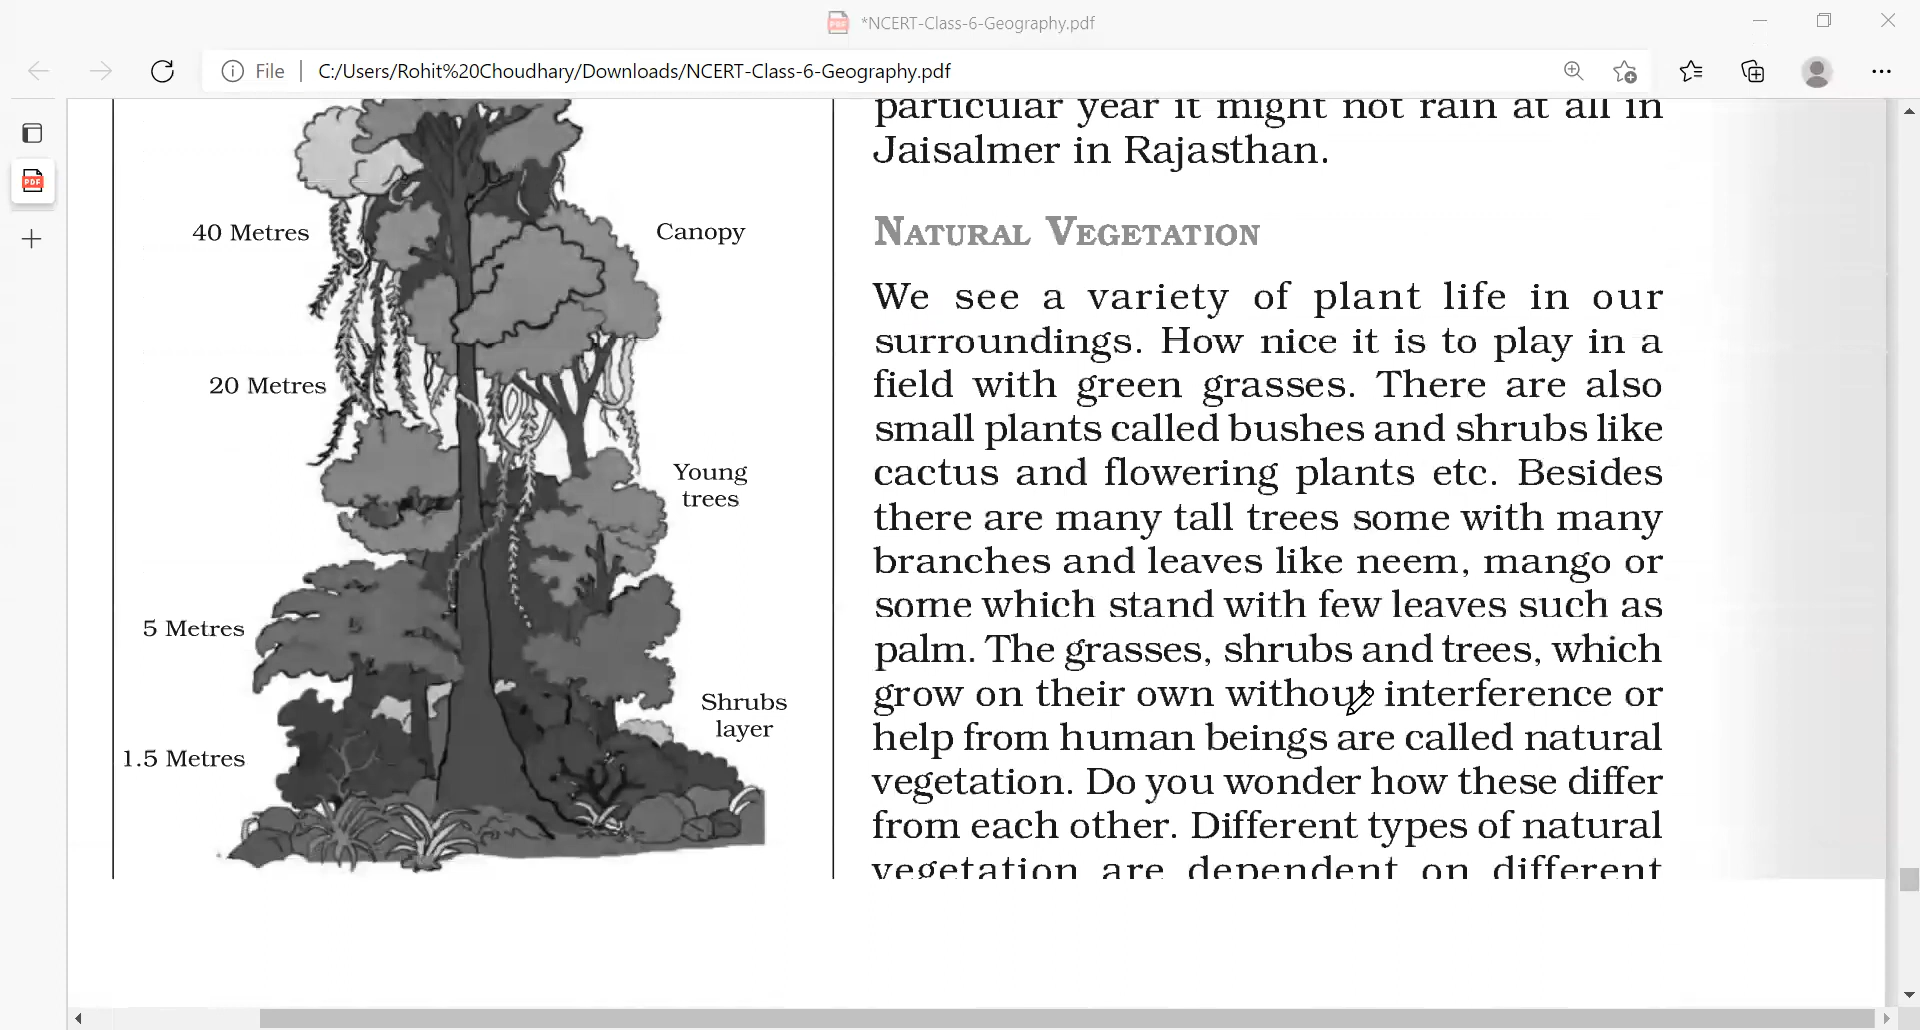 *NCERT-Class-6-Geography.pdf
File
C:/Users/Rohit%20Choudhary/Downloads/NCERT-Class-6-Geography.pdf
PDF
40 Metres
Canopy
20 Metres
Young
trees
5 Metres
Shrubs
layer
1.5 Metres
particular year it might not rain at all in
Jaisalmer in Rajasthan.
NATURAL VEGETATION
We see a variety of plant life in our
surroundings. How nice it is to play in a
field with green grasses. There are also
small plants called bushes and shrubs like
cactus and flowering plants etc. Besides
there are many tall trees some with many
branches and leaves like neem, mango or
some which stand with few leaves such as
palm. The grasses, shrubs and trees, which
grow on their own without interference or
help from human beings are called natural
vegetation. Do you wonder how these differ
from each other. Different types of natural
vegetation are dependent on different